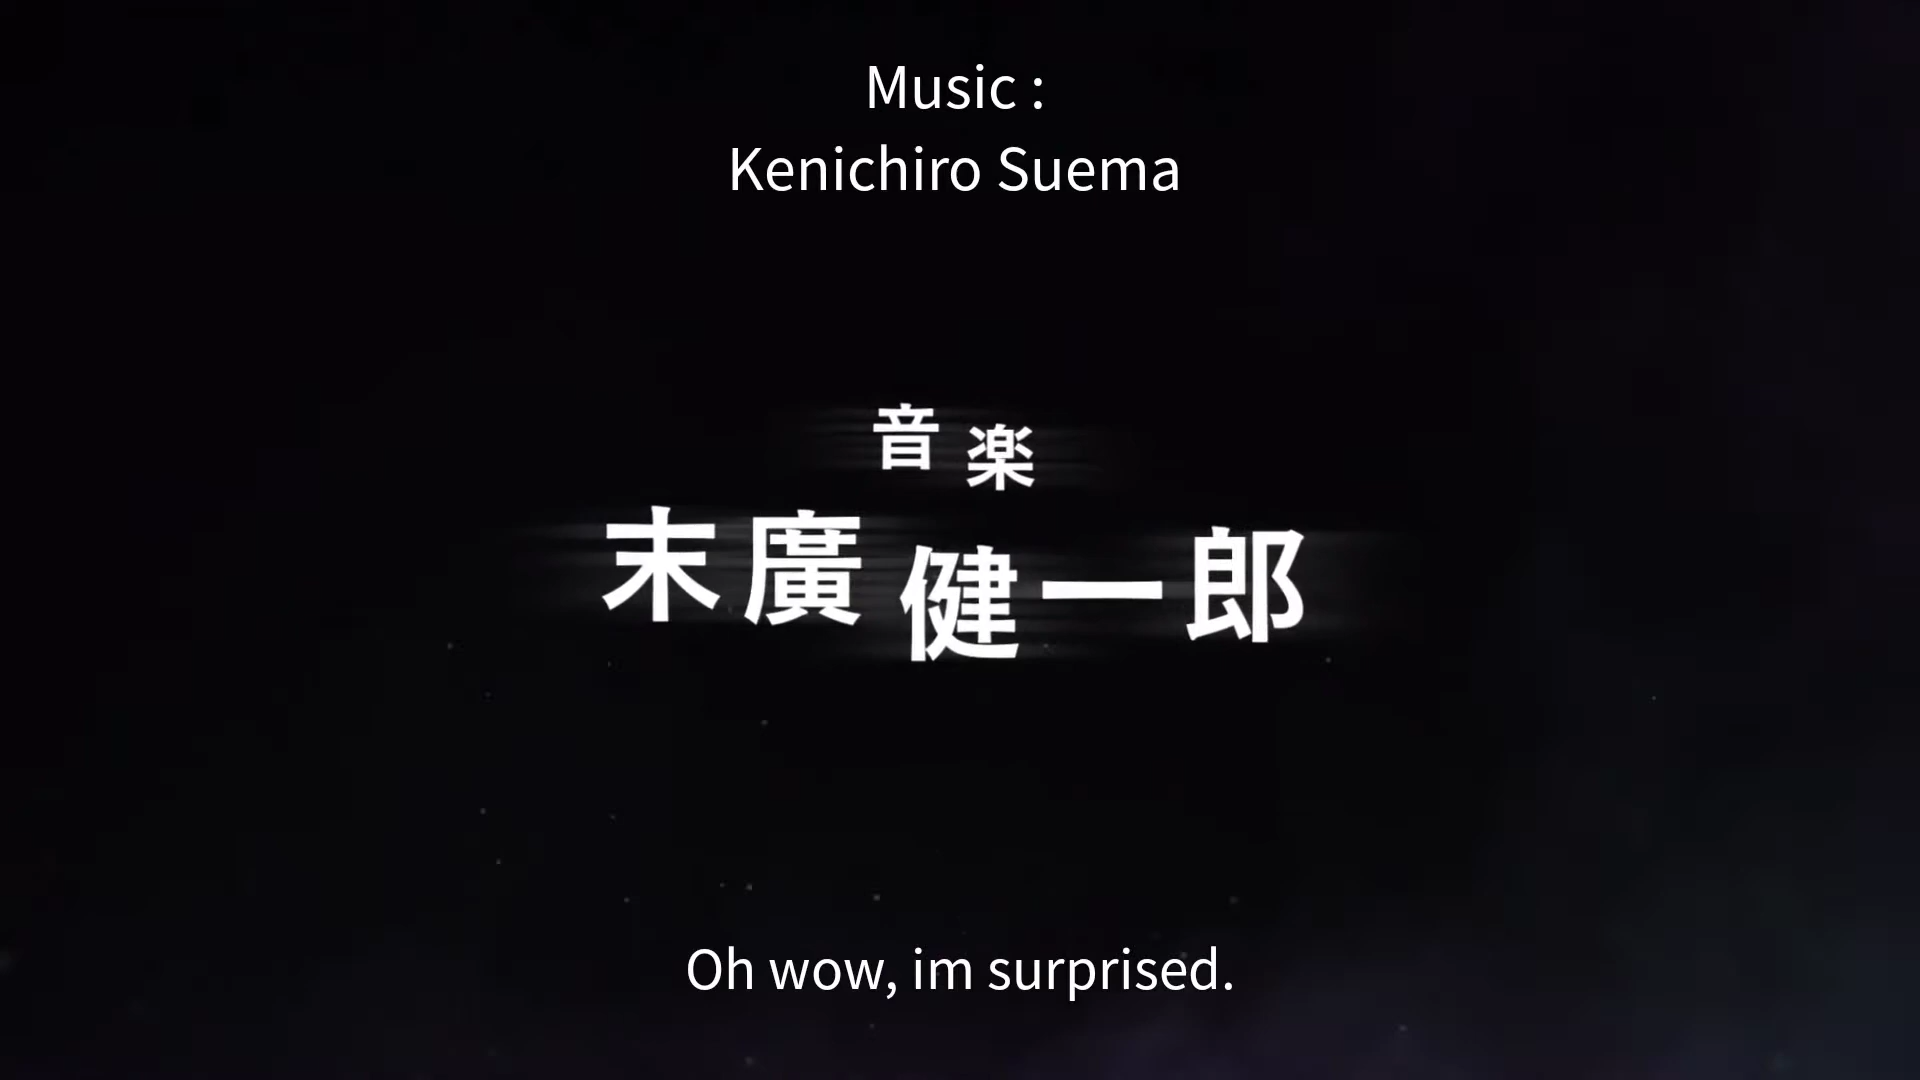 Music :
Kenichiro Suema
音楽
末廣健一郎
Oh wow, im surprised.